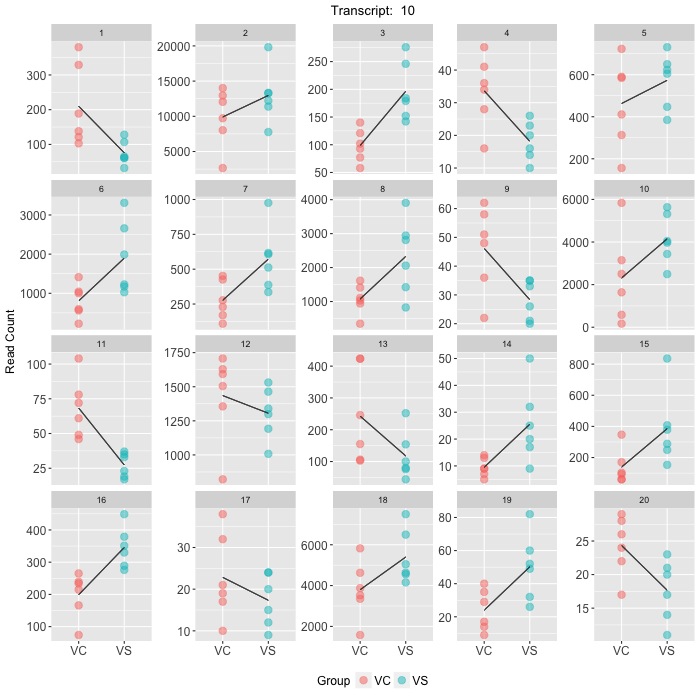 Transcript: 10
1 2 3 4 5
300 200 100
20000 15000 10000 5000
250 200 150 100 50
40 30 20 10
600 400 200
6 7 8 9 10
3000 2000 1000
1000 750 500 250
4000 3000 2000 1000
60 50 40 30 20
6000 4000 2000 0
Read Count
11 12 13 14 15
100 75 50 25
1750 1500 1250 1000
400 300 200 100
50 40 30 20 10
800 600 400 200
16 17 18 19 20
400 300 200 100
30 20 10
6000 4000 2000
80 60 40 20
25 20 15
VC VS VC VS VC VS VC VS VC VS
Group VC VS